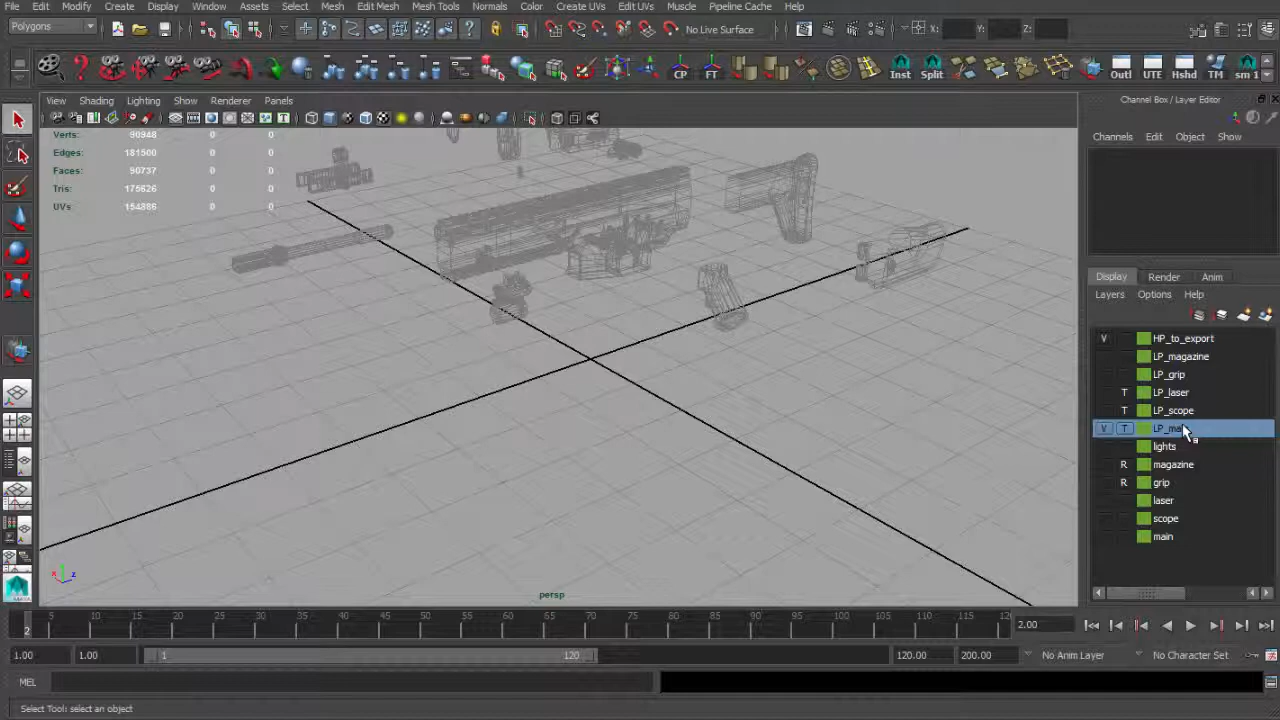 File Edit Modify Create Display Window Assets Select Mesh Edit Mesh Mesh Tools Normals Color Create UVs Edit UVs Muscle Pipeline Cache Help
Polygons No Live Surface X: Y: Z:
CP FT Inst Split Outl UTE Hshd TM sm 1
View Shading Lighting Show Renderer Panels
Channel Box / Layer Editor
Channels Edit Object Show
Verts: 90948 0 0
Edges: 181500 0 0
Faces: 90737 0 0
Tris: 175626 0 0
UVs: 154886 0 0
Display Render Anim
Layers Options Help
V HP_to_export
LP_magazine
LP_grip
T LP_laser
T LP_scope
V T LP_ma
lights
R magazine
R grip
laser
scope
main
persp
2 5 10 15 20 25 30 35 40 45 50 55 60 65 70 75 80 85 90 95 100 105 110 115 2.00
1.00 1.00 1 120 120.00 200.00 No Anim Layer No Character Set
MEL
Select Tool: select an object